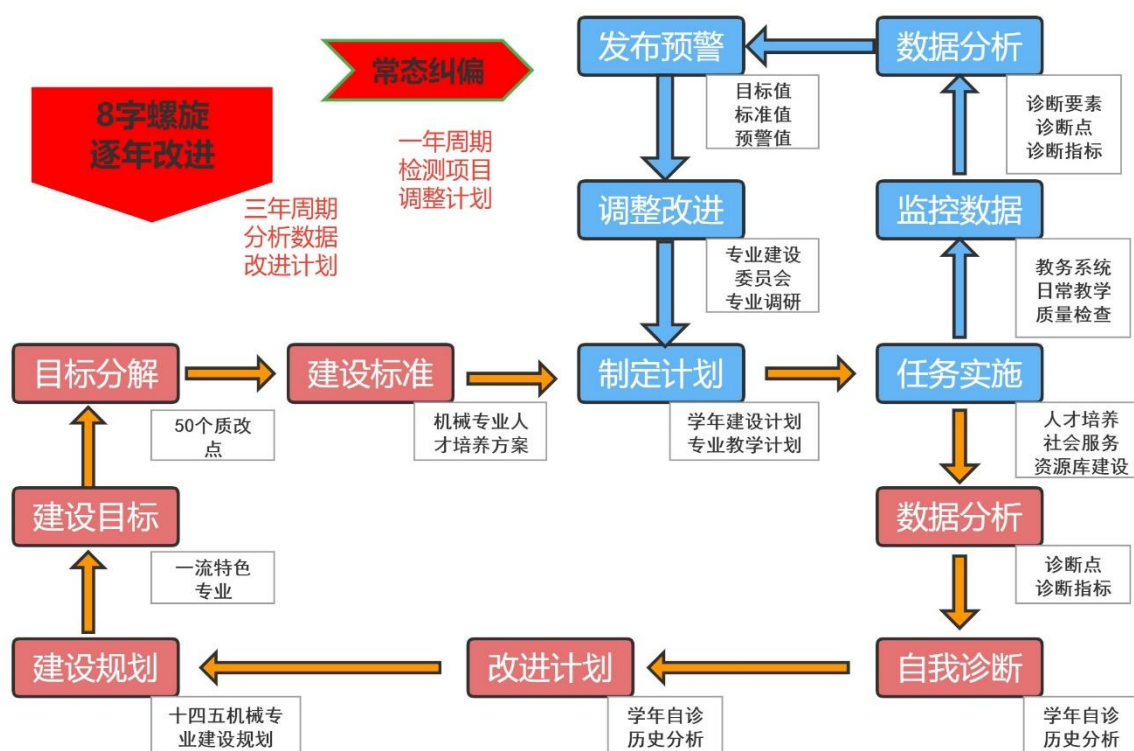 发布预警
数据分析
常态纠偏
目标值
标准值
预警值
诊断要素
诊断点
诊断指标
8字螺旋
逐年改进
一年周期
检测项目
调整计划
三年周期
分析数据
改进计划
调整改进
监控数据
专业建设
委员会
专业调研
教务系统
日常教学
质量检查
目标分解
建设标准
制定计划
任务实施
50个质改
点
机械专业人
才培养方案
学年建设计划
专业教学计划
人才培养
社会服务
资源库建设
建设目标
数据分析
一流特色
专业
诊断点
诊断指标
建设规划
改进计划
自我诊断
十四五机械专
业建设规划
学年自诊
历史分析
学年自诊
历史分析